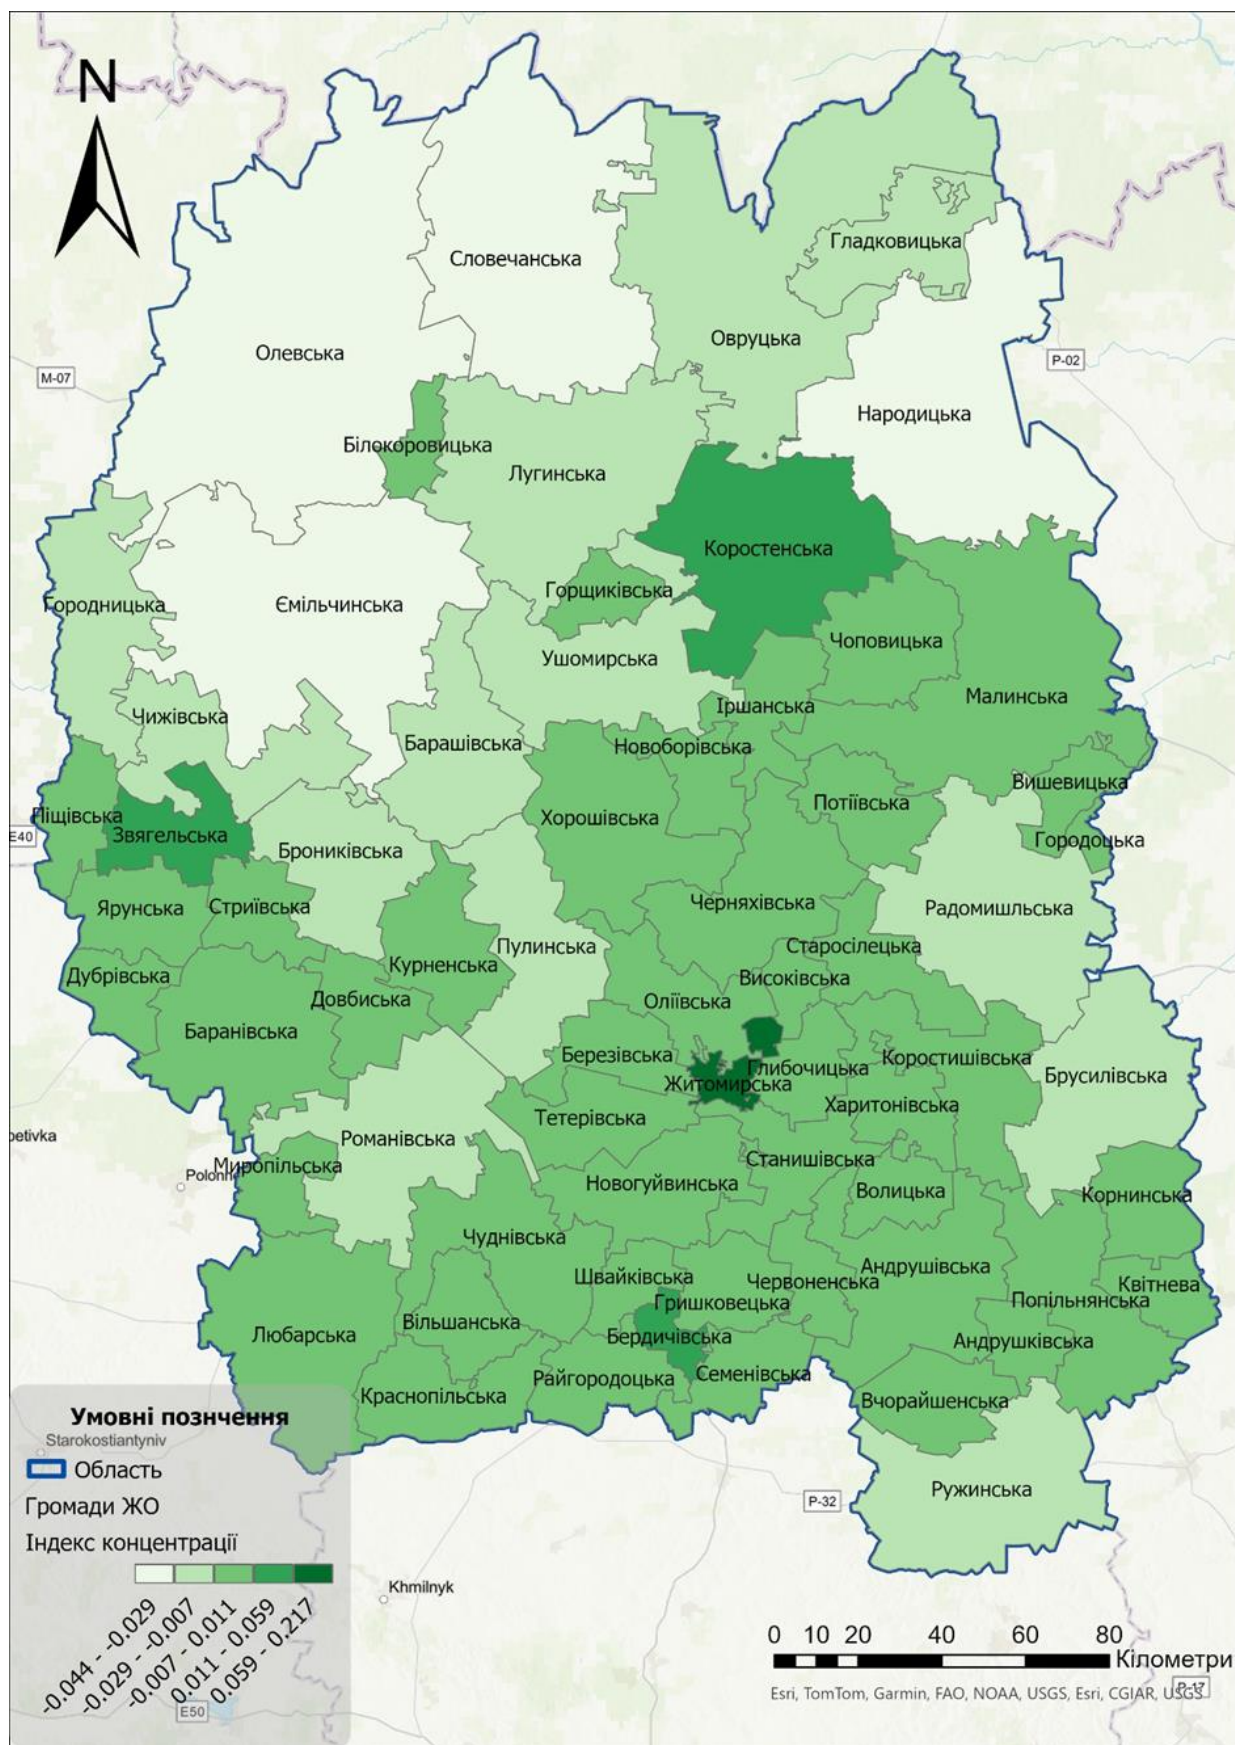 N
Словечанська
Гладковицька
Олевська
Овруцька
P-02
M-07
Народицька
Білокоровицька
Лугинська
Коростенська
Городницька
Ємільчинська
Горщиківська
Чоповицька
Ушомирська
Малинська
Чижівська
Іршанська
Барашівська
Новоборівська
Вишевицька
Потіївська
Піщівська
Хорошівська
E40
Звягельська
Городоцька
Брониківська
Черняхівська
Радомишльська
Ярунська
Стриївська
Пулинська
Старосілецька
Курненська
Дубрівська
Високівська
Довбиська
Оліївська
Баранівська
Березівська
Коростишівська
Глибочицька
Брусилівська
Житомирська
Харитонівська
Тетерівська
petivka
Романівська
Миропільська
Станишівська
Polonne
Новогуйвинська
Волицька
Корнинська
Чуднівська
Андрушівська
Швайківська
Червоненська
Квітнева
Гришковецька
Попільнянська
Вільшанська
Любарська
Бердичівська
Андрушківська
Райгородоцька
Семенівська
Краснопільська
Вчорайшенська
Умовні познчення
Starokostiantyniv
Область
Ружинська
P-32
Громади ЖО
Індекс концентрації
Khmilnyk
-0.044 - -0.029
-0.029 - -0.007
-0.007 - 0.011
0.011 - 0.059
0.059 - 0.217
0 10 20 40 60 80
Кілометри
P-17
Esri, TomTom, Garmin, FAO, NOAA, USGS, Esri, CGIAR, USGS
E50